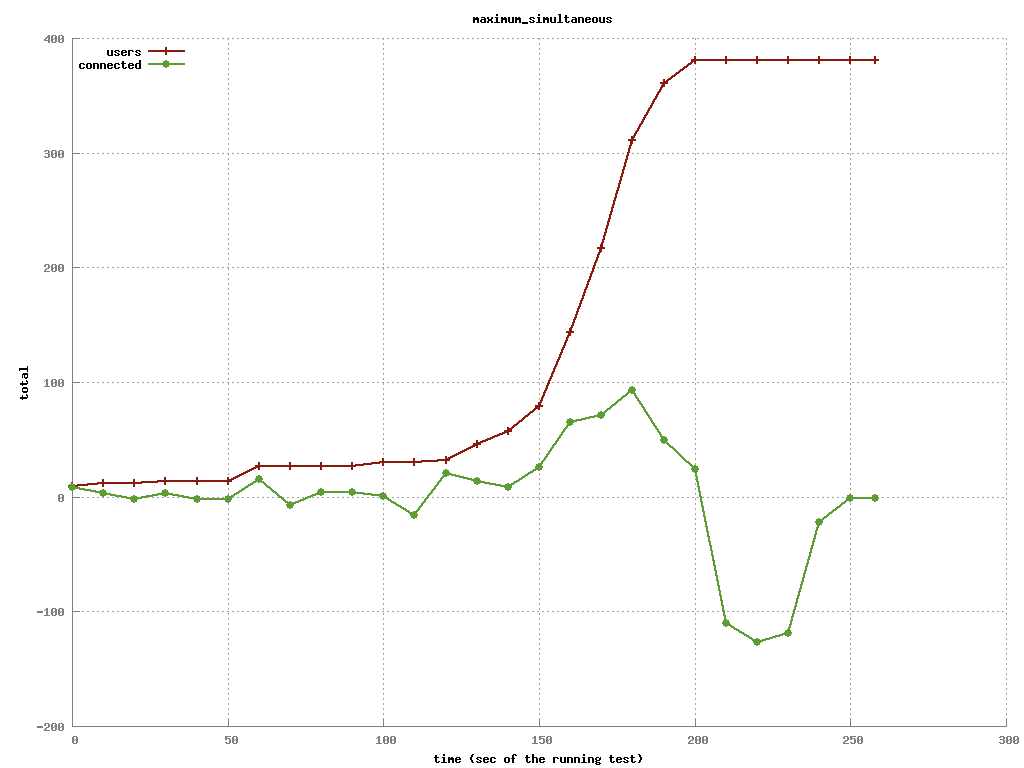 maximum_simultaneous
400
users
connected
300
200
total
100
0
-100
-200
0 50 100 150 200 250 300
time (sec of the running test)